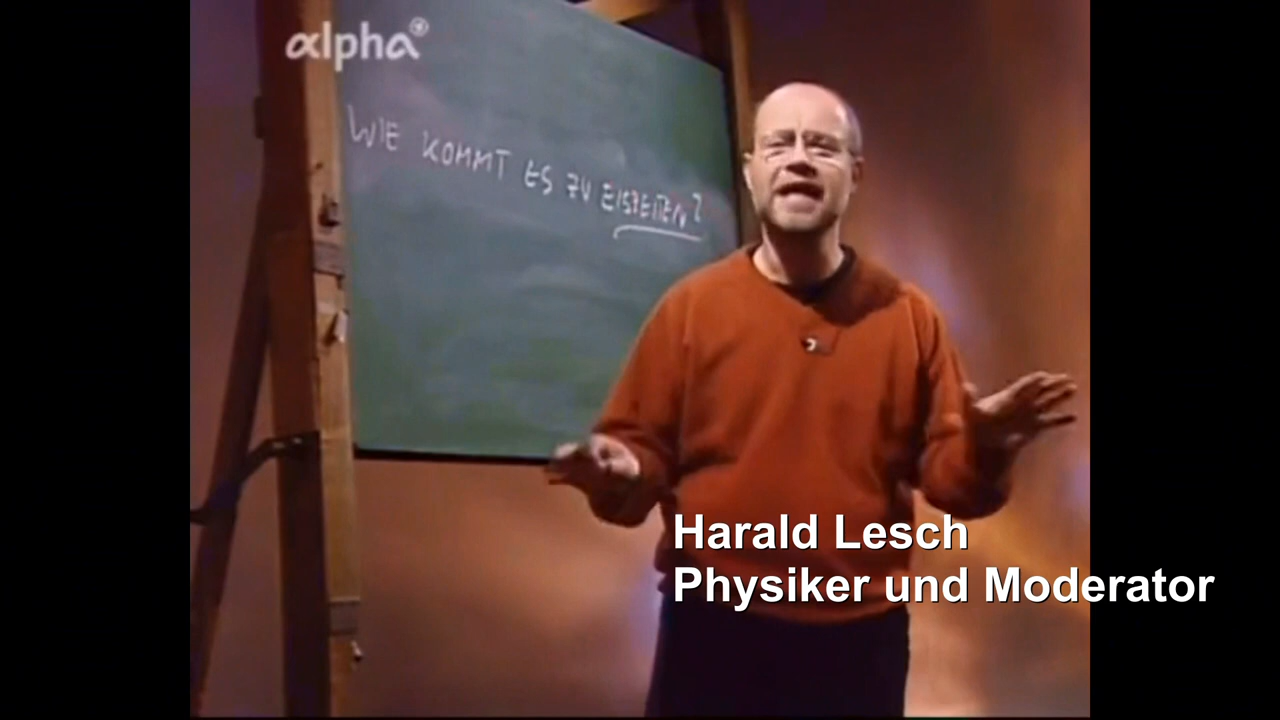 alpha
WIE KOMMT ES ZU EISZEITEN?
Harald Lesch
Physiker und Moderator